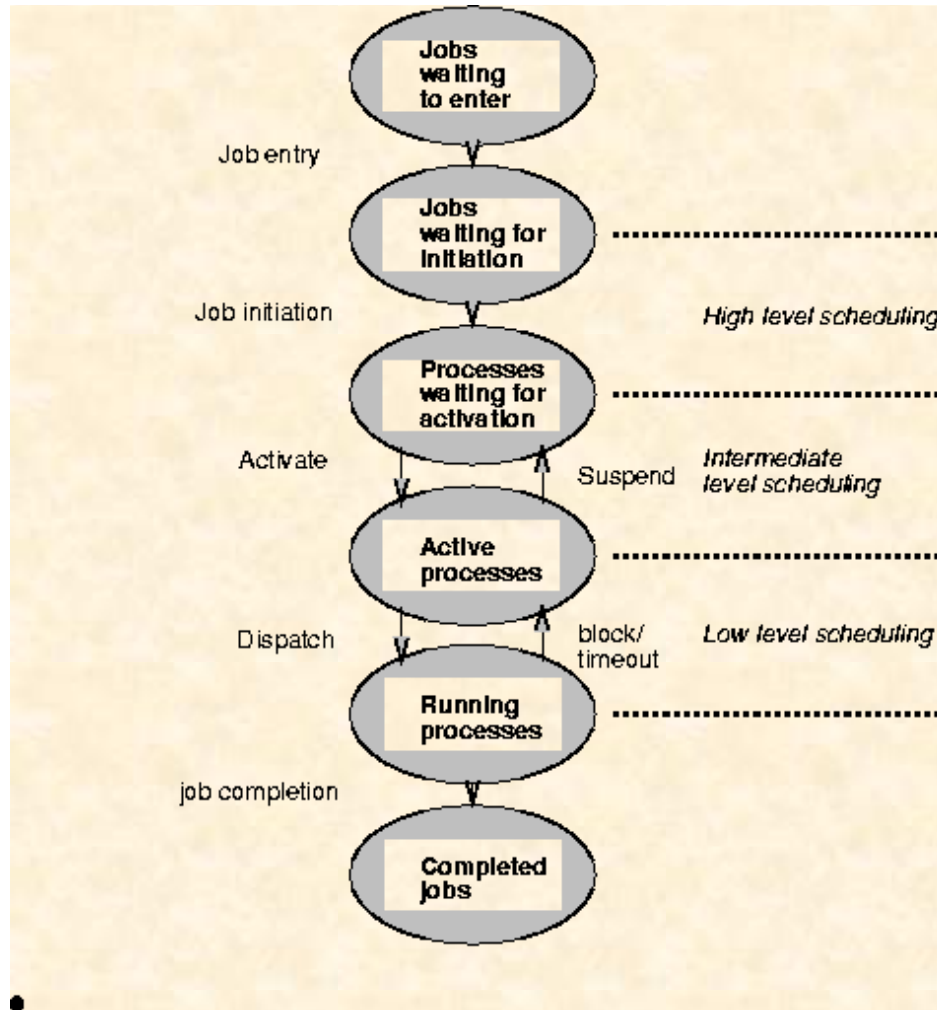 Jobs
waiting
to enter
Job entry
Jobs
waiting for
initiation
Job initiation
High level scheduling
Processes
waiting for
activation
Activate
Suspend
Intermediate
level scheduling
Active
processes
Dispatch
block/
timeout
Low level scheduling
Running
processes
job completion
Completed
jobs